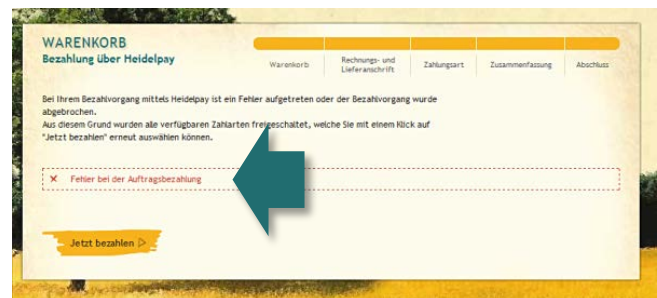 WARENKORB
Bezahlung über Heidelpay
Warenkorb
Rechnungs- und
Lieferanschrift
Zahlungsart
Zusammenfassung
Abschluss
Bei Ihrem Bezahlvorgang mittels Heidelpay ist ein Fehler aufgetreten oder der Bezahlvorgang wurde
abgebrochen.
Aus diesem Grund wurden alle verfügbaren Zahlarten freigeschaltet, welche Sie mit einem Klick auf
"Jetzt bezahlen" erneut auswählen können.
× Fehler bei der Auftragsbezahlung
Jetzt bezahlen